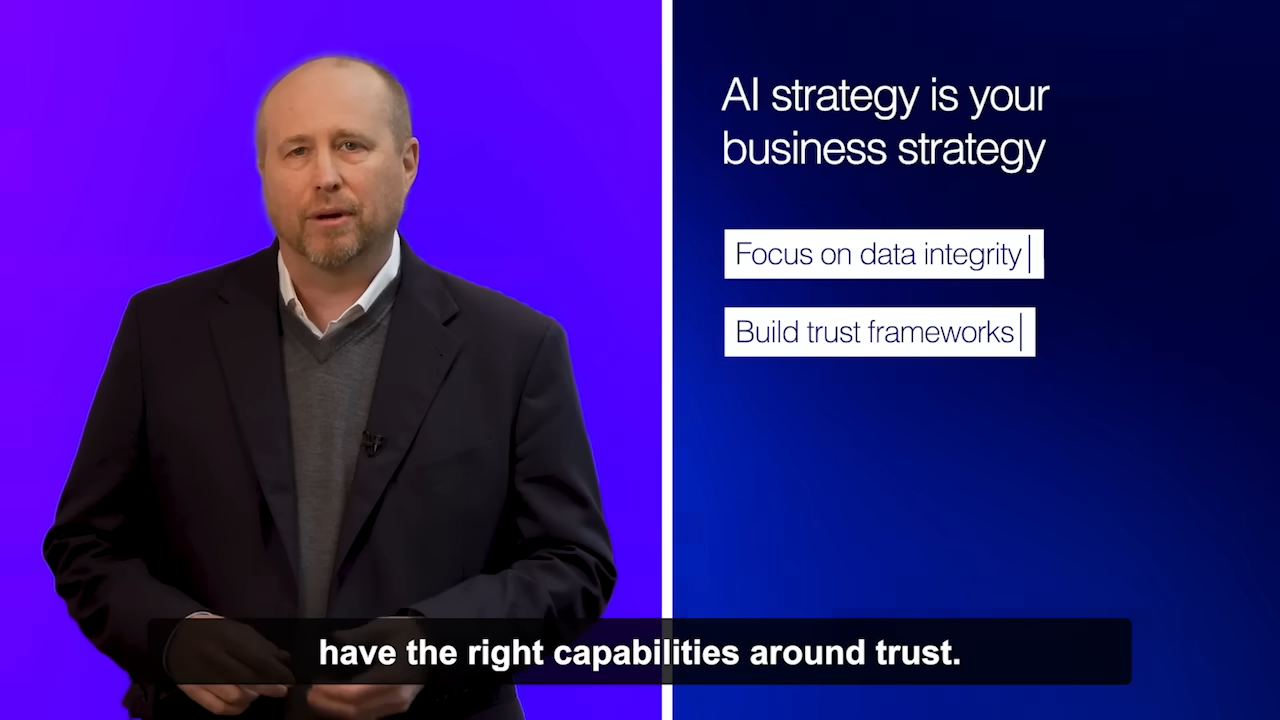 AI strategy is your
business strategy
Focus on data integrity
Build trust frameworks
have the right capabilities around trust.